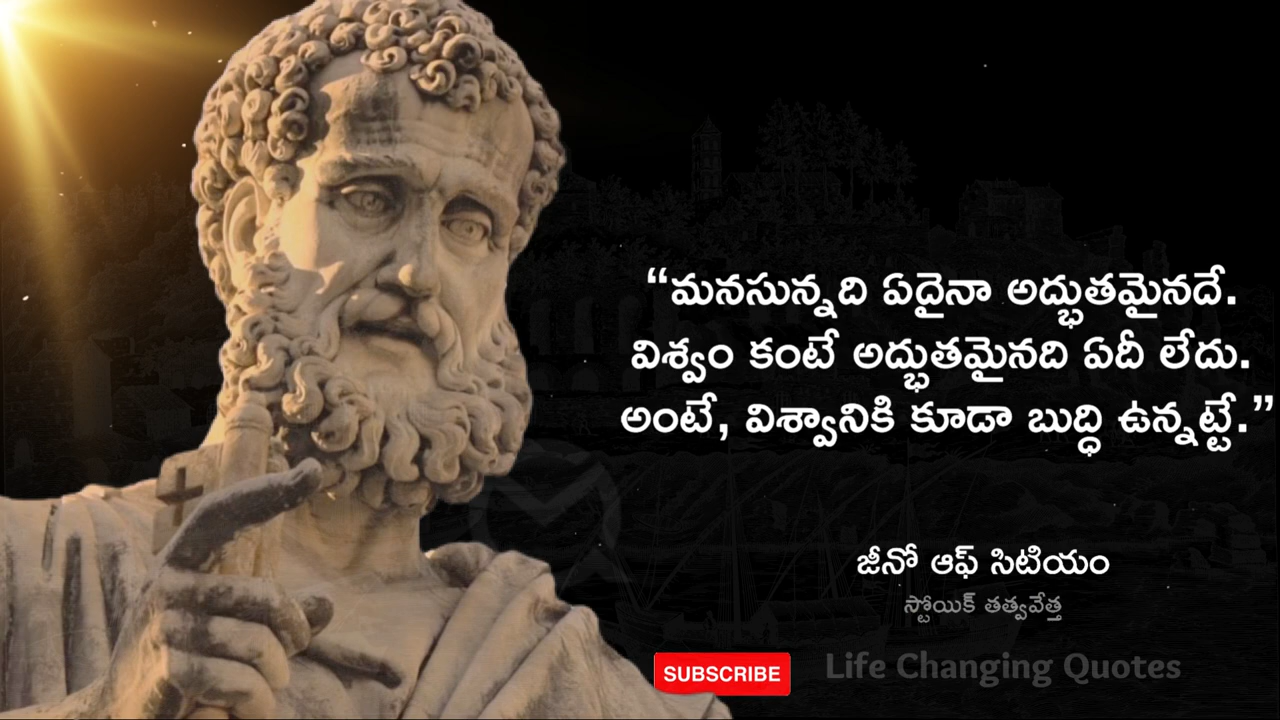 “మనసున్నది ఏదైనా అద్భుతమైనదే.
విశ్వం కంటే అద్భుతమైనది ఏదీ లేదు.
అంటే, విశ్వానికి కూడా బుద్ధి ఉన్నట్టే.”
జీనో ఆఫ్ సిటియం
స్టోయిక్ తత్వవేత్త
SUBSCRIBE
Life Changing Quotes